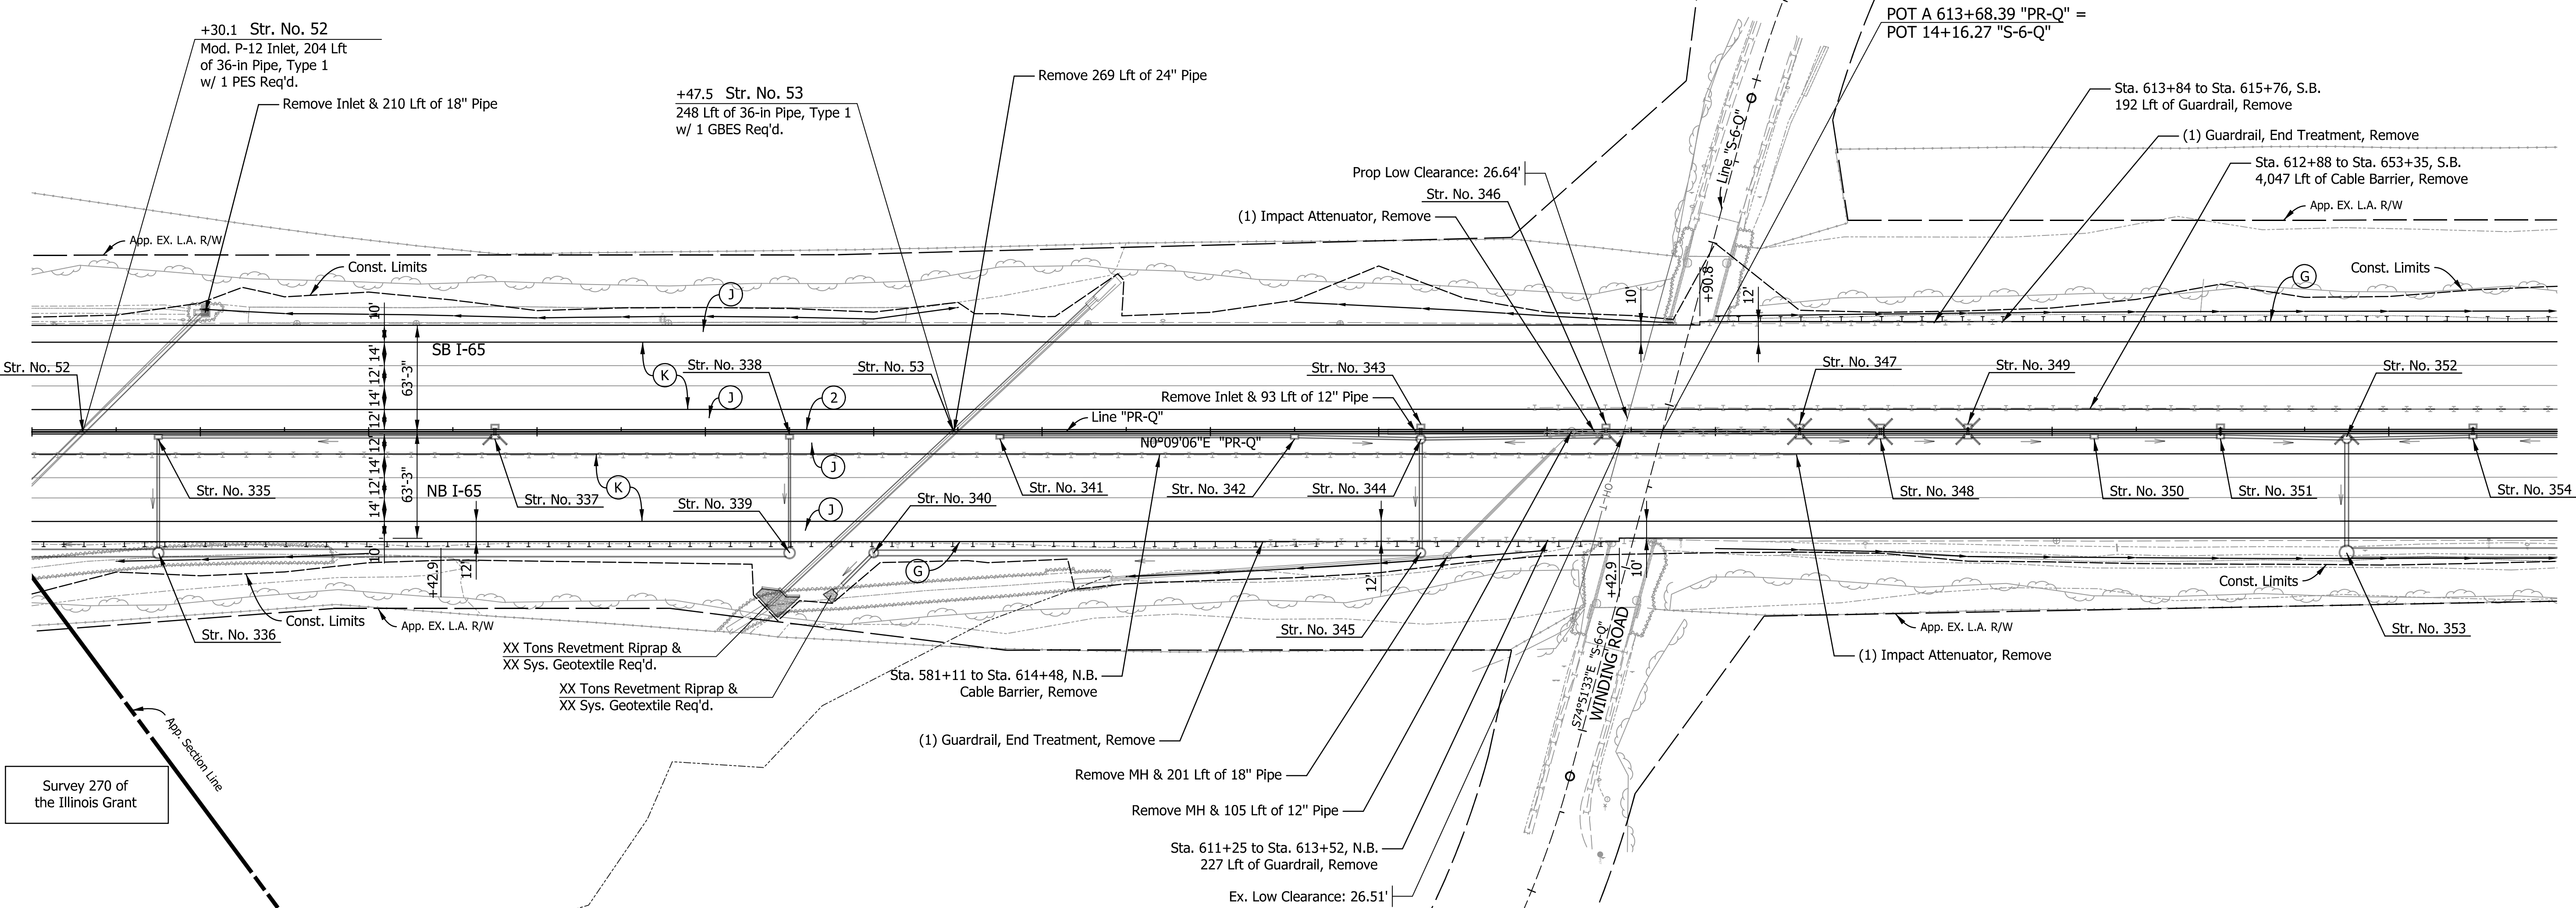 +30.1 Str. No. 52
Mod. P-12 Inlet, 204 Lft
of 36-in Pipe, Type 1
w/ 1 PES Req'd.
Remove Inlet & 210 Lft of 18" Pipe
+47.5 Str. No. 53
248 Lft of 36-in Pipe, Type 1
w/ 1 GBES Req'd.
Remove 269 Lft of 24" Pipe
POT A 613+68.39 "PR-Q" =
POT 14+16.27 "S-6-Q"
Sta. 613+84 to Sta. 615+76, S.B.
192 Lft of Guardrail, Remove
(1) Guardrail, End Treatment, Remove
Sta. 612+88 to Sta. 653+35, S.B.
4,047 Lft of Cable Barrier, Remove
Line "S-6-Q"
Prop Low Clearance: 26.64'
Str. No. 346
(1) Impact Attenuator, Remove
App. EX. L.A. R/W
App. EX. L.A. R/W
Const. Limits
Const. Limits
J
G
10'
10'
+90.8
12'
SB I-65
14'
12'
14'
12'
63'-3"
K
Str. No. 52
Str. No. 338
Str. No. 53
Str. No. 343
Str. No. 347
Str. No. 349
Str. No. 352
Remove Inlet & 93 Lft of 12" Pipe
J
2
Line "PR-Q"
N0°09'06"E "PR-Q"
12'
14'
12'
14'
10'
63'-3"
J
K
NB I-65
Str. No. 335
Str. No. 337
Str. No. 339
Str. No. 340
Str. No. 341
Str. No. 342
Str. No. 344
Str. No. 348
Str. No. 350
Str. No. 351
Str. No. 354
J
OH
G
+42.9
12'
12'
+42.9
10'
Const. Limits
Const. Limits
App. EX. L.A. R/W
App. EX. L.A. R/W
Str. No. 336
Str. No. 345
Str. No. 353
XX Tons Revetment Riprap &
XX Sys. Geotextile Req'd.
XX Tons Revetment Riprap &
XX Sys. Geotextile Req'd.
Sta. 581+11 to Sta. 614+48, N.B.
Cable Barrier, Remove
(1) Impact Attenuator, Remove
S74°51'33"E "S-6-Q"
WINDING ROAD
App. Section Line
(1) Guardrail, End Treatment, Remove
Remove MH & 201 Lft of 18" Pipe
Remove MH & 105 Lft of 12" Pipe
Survey 270 of
the Illinois Grant
Sta. 611+25 to Sta. 613+52, N.B.
227 Lft of Guardrail, Remove
Ex. Low Clearance: 26.51'